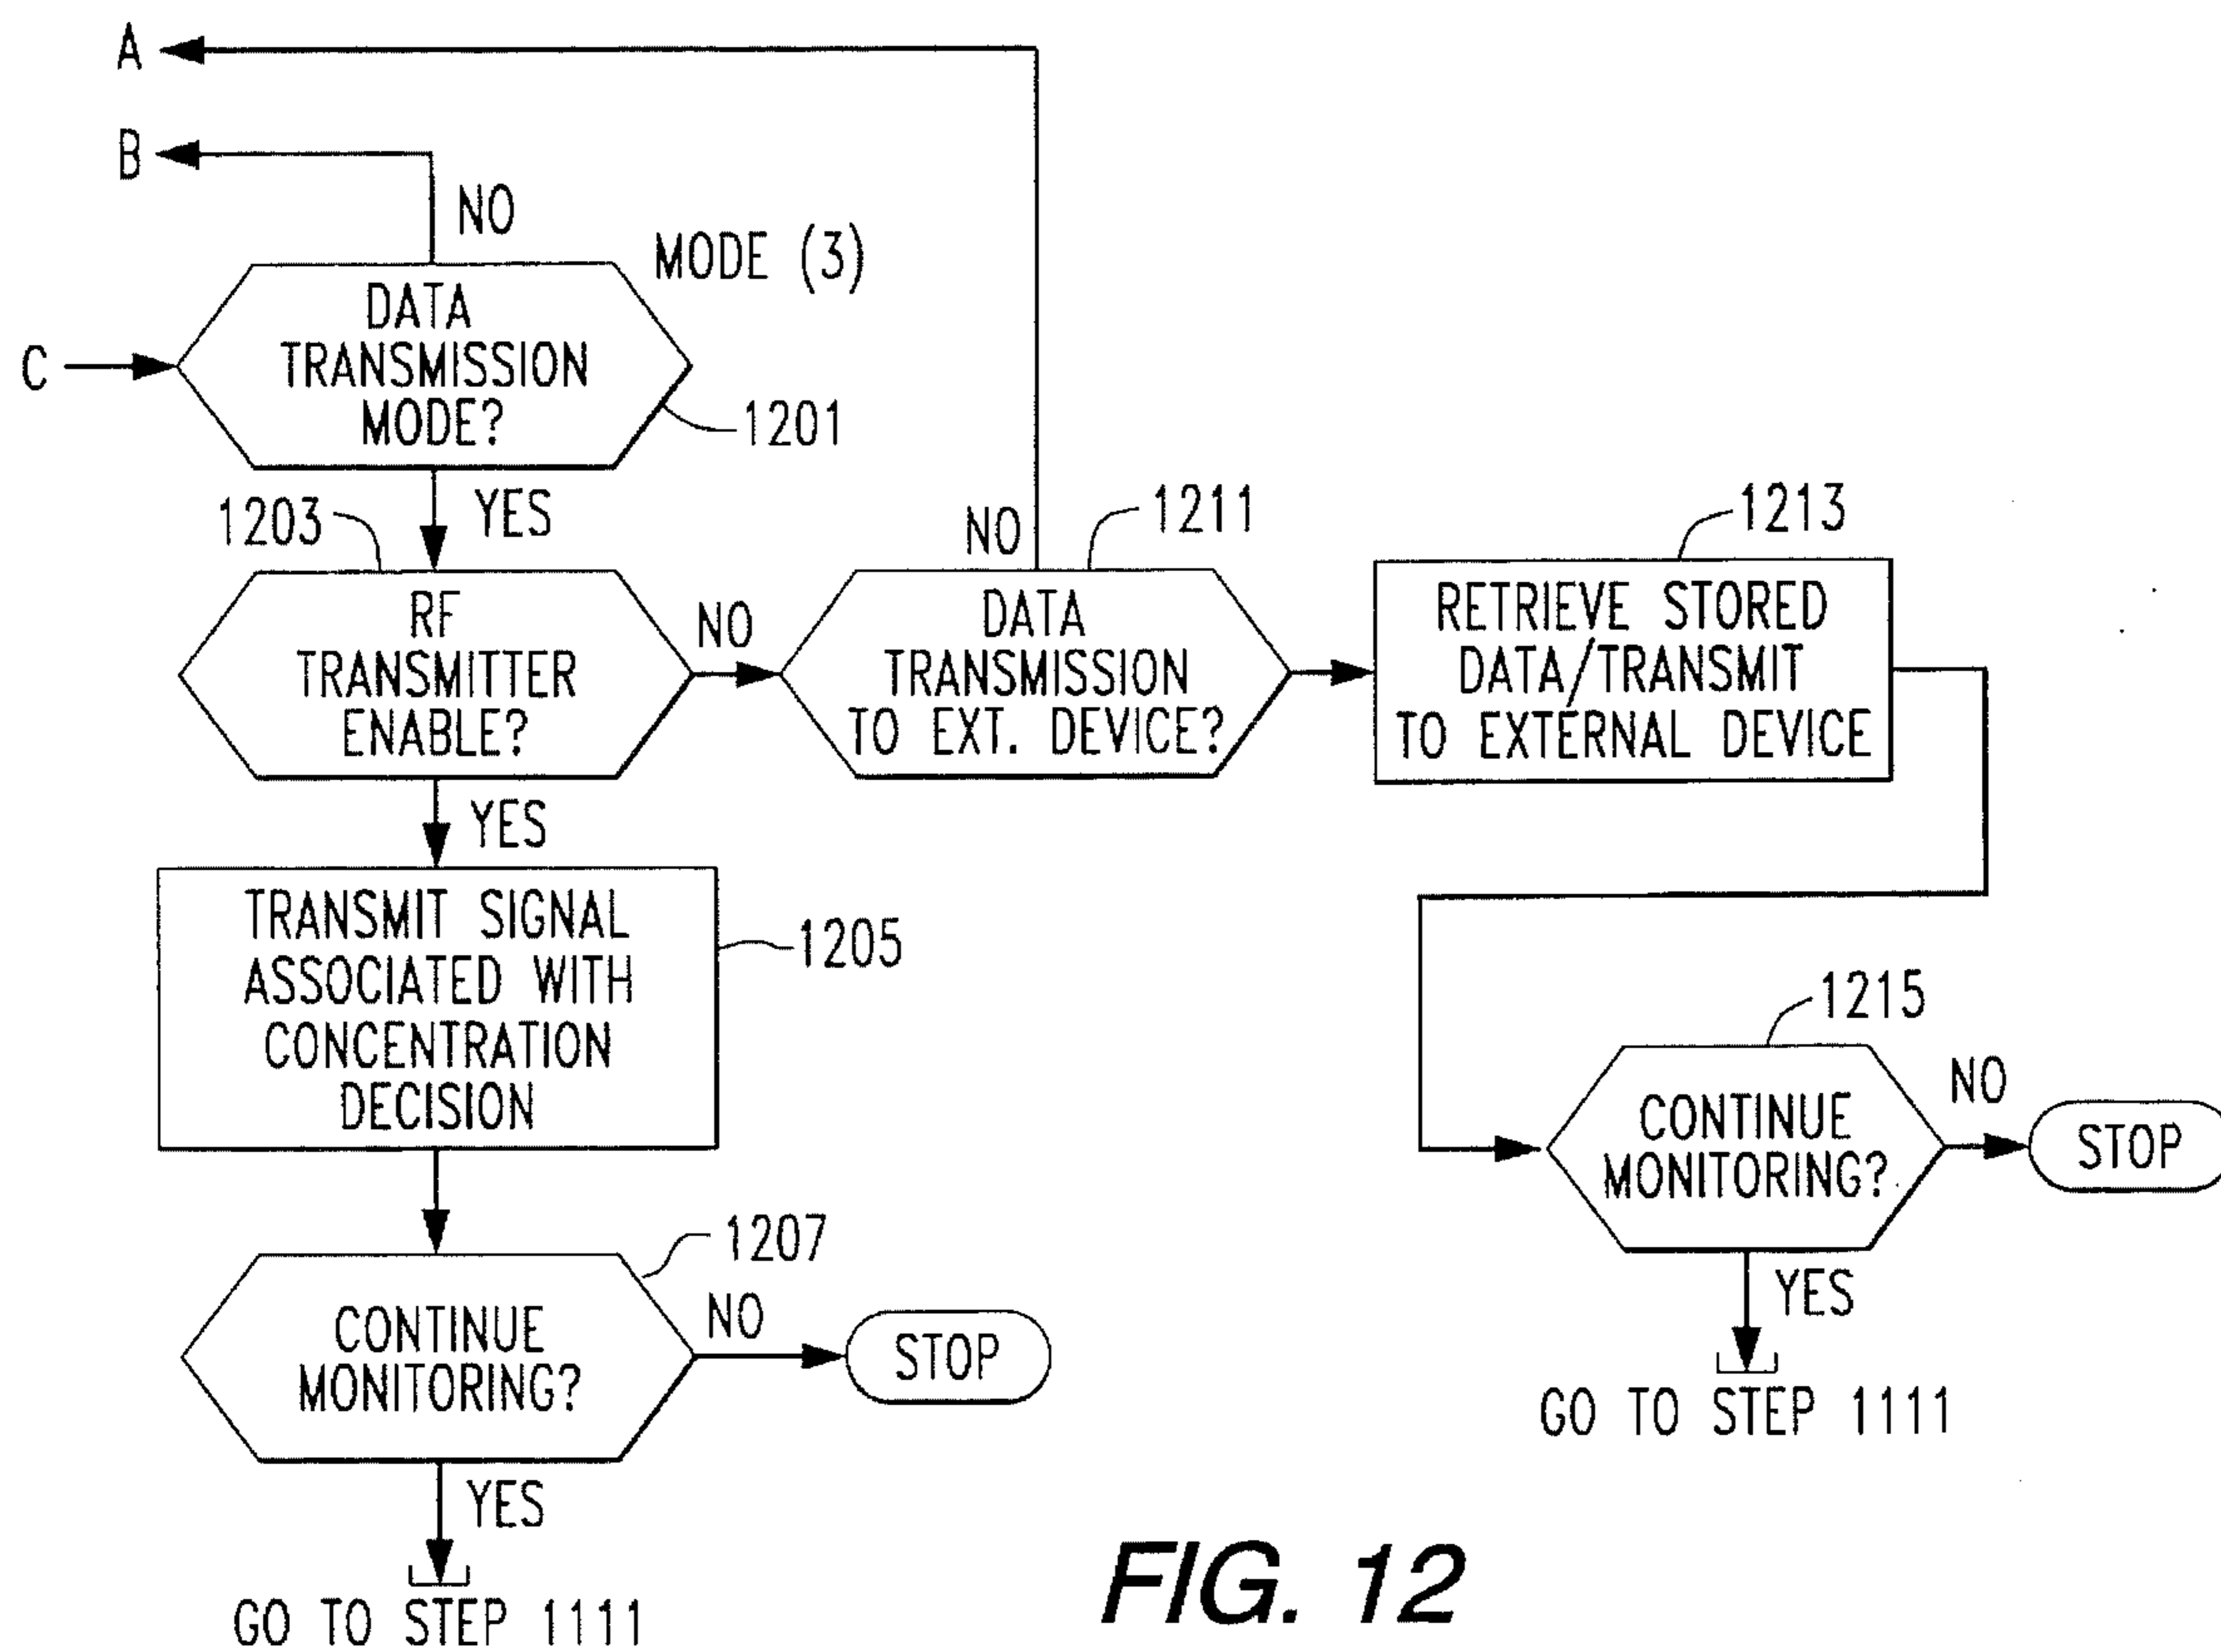 A
B
NO
MODE (3)
C
DATA
TRANSMISSION
MODE?
1201
YES
1203
RF
TRANSMITTER
ENABLE?
NO
NO
1211
DATA
TRANSMISSION
TO EXT. DEVICE?
1213
RETRIEVE STORED
DATA/TRANSMIT
TO EXTERNAL DEVICE
YES
TRANSMIT SIGNAL
ASSOCIATED WITH
CONCENTRATION
DECISION
1205
1215
CONTINUE
MONITORING?
NO
STOP
YES
GO TO STEP 1111
1207
CONTINUE
MONITORING?
NO
STOP
YES
GO TO STEP 1111
FIG. 12